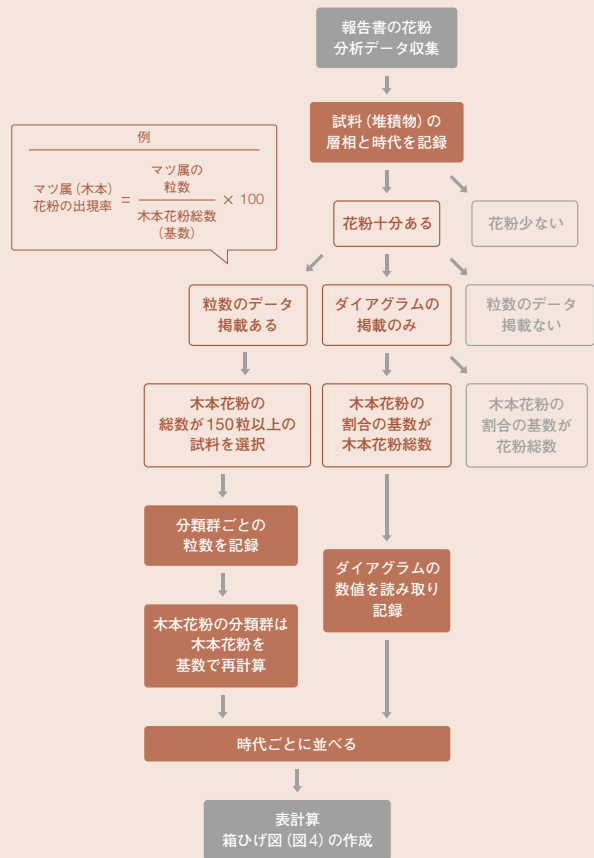 報告書の花粉
分析データ収集
試料（堆積物）の
層相と時代を記録
例
マツ属（木本）
花粉の出現率
=
マツ属の
粒数
木本花粉総数
（基数）
× 100
花粉十分ある
花粉少ない
粒数のデータ
掲載ある
ダイアグラムの
掲載のみ
粒数のデータ
掲載ない
木本花粉の
総数が150粒以上の
試料を選択
木本花粉の
割合の基数が
木本花粉総数
木本花粉の
割合の基数が
花粉総数
分類群ごとの
粒数を記録
ダイアグラムの
数値を読み取り
記録
木本花粉の分類群は
木本花粉を
基数で再計算
時代ごとに並べる
表計算
箱ひげ図（図4）の作成